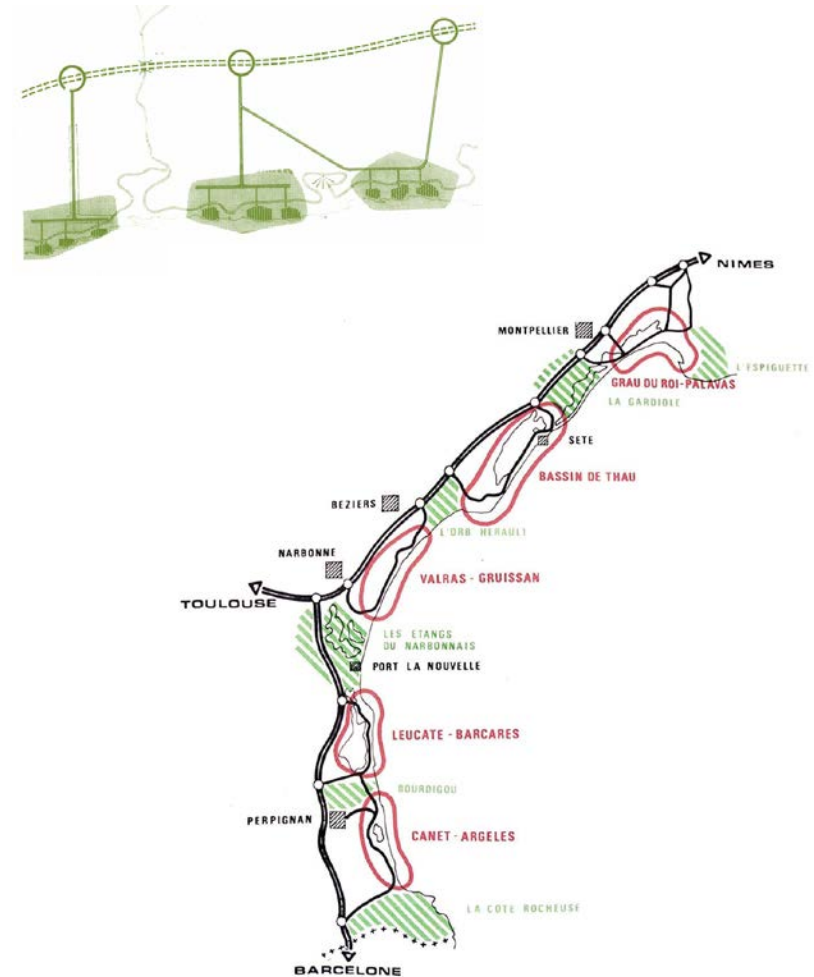 NIMES
MONTPELLIER
L'ESPIGUETTE
GRAU DU ROI-PALAVAS
LA GARDIOLE
SETE
BASSIN DE THAU
BEZIERS
L'ORB HERAULT
NARBONNE
VALRAS - GRUISSAN
TOULOUSE
LES ETANGS
DU NARBONNAIS
PORT LA NOUVELLE
LEUCATE - BARCARES
BOURDIGOU
PERPIGNAN
CANET - ARGELES
LA COTE ROCHEUSE
BARCELONE